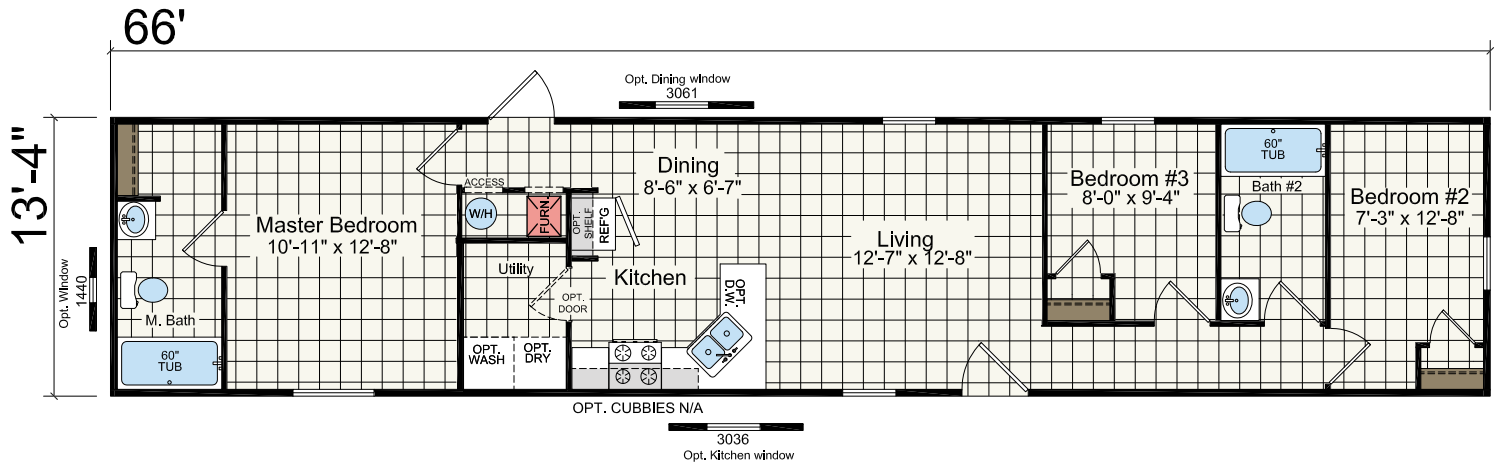 66'
13'-4"
Opt. Dining window
3061
60"
TUB
Dining
8'-6" x 6'-7"
ACCESS
Bedroom #3
8'-0" x 9'-4"
Bath #2
Bedroom #2
7'-3" x 12'-8"
W/H
FURN.
OPT.
SHELF
REF'G
Master Bedroom
10'-11" x 12'-8"
Living
12'-7" x 12'-8"
Utility
Kitchen
OPT.
D.W.
OPT.
DOOR
Opt. Window
1440
M. Bath
60"
TUB
OPT.
WASH
OPT.
DRY
OPT. CUBBIES N/A
3036
Opt. Kitchen window